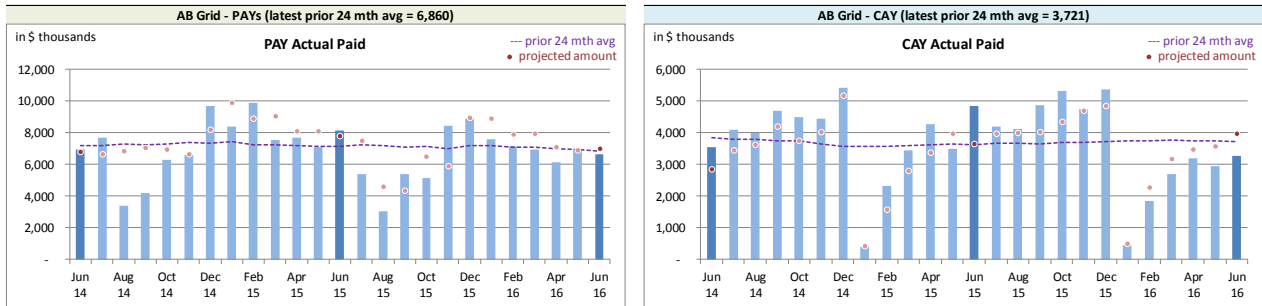 AB Grid - PAYs (latest prior 24 mth avg = 6,860)
in $ thousands
PAY Actual Paid
--- prior 24 mth avg
• projected amount
12,000
10,000
8,000
6,000
4,000
2,000
-
Jun Aug Oct Dec Feb Apr Jun Aug Oct Dec Feb Apr Jun
14 14 14 14 15 15 15 15 15 15 16 16 16
AB Grid - CAY (latest prior 24 mth avg = 3,721)
in $ thousands
CAY Actual Paid
--- prior 24 mth avg
• projected amount
6,000
5,000
4,000
3,000
2,000
1,000
-
Jun Aug Oct Dec Feb Apr Jun Aug Oct Dec Feb Apr Jun
14 14 14 14 15 15 15 15 15 15 16 16 16